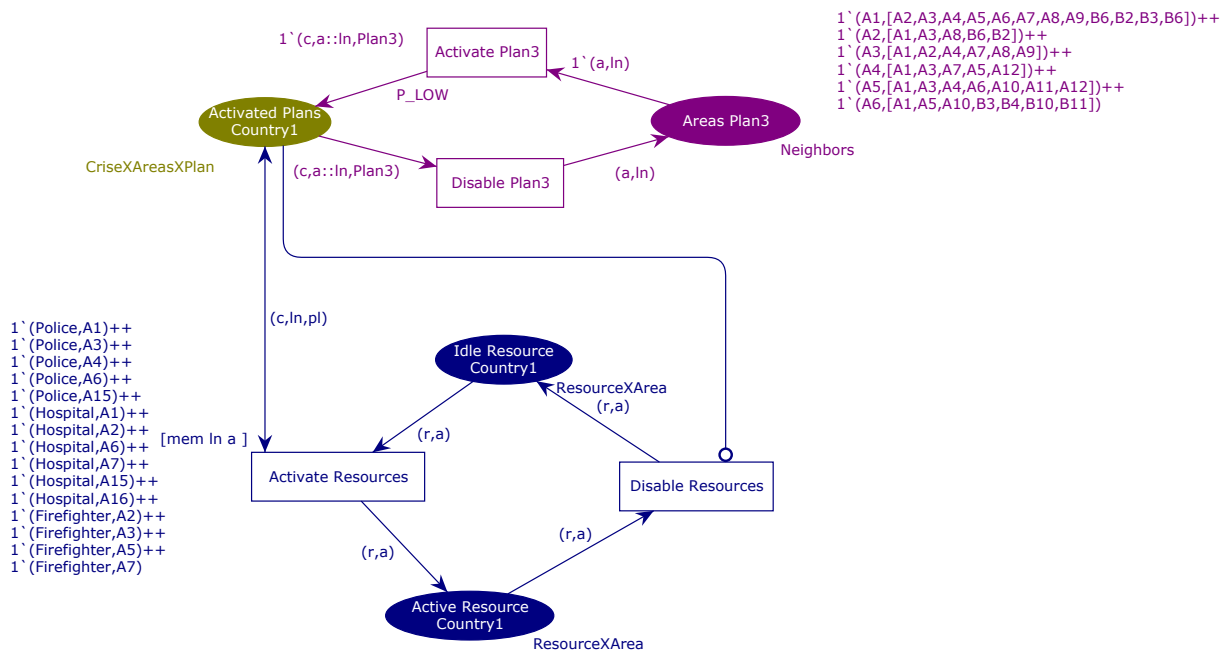 1`(A1,[A2,A3,A4,A5,A6,A7,A8,A9,B6,B2,B3,B6])++
1`(A2,[A1,A3,A8,B6,B2])++
1`(A3,[A1,A2,A4,A7,A8,A9])++
1`(A4,[A1,A3,A7,A5,A12])++
1`(A5,[A1,A3,A4,A6,A10,A11,A12])++
1`(A6,[A1,A5,A10,B3,B4,B10,B11])
1`(c,a::ln,Plan3)
Activate Plan3
1`(a,ln)
P_LOW
Activated Plans
Country1
Areas Plan3
Neighbors
CriseXAreasXPlan
(c,a::ln,Plan3)
Disable Plan3
(a,ln)
(c,ln,pl)
1`(Police,A1)++
1`(Police,A3)++
1`(Police,A4)++
1`(Police,A6)++
1`(Police,A15)++
1`(Hospital,A1)++
1`(Hospital,A2)++
1`(Hospital,A6)++
1`(Hospital,A7)++
1`(Hospital,A15)++
1`(Hospital,A16)++
1`(Firefighter,A2)++
1`(Firefighter,A3)++
1`(Firefighter,A5)++
1`(Firefighter,A7)
Idle Resource
Country1
ResourceXArea
(r,a)
(r,a)
[mem ln a ]
Activate Resources
Disable Resources
(r,a)
(r,a)
Active Resource
Country1
ResourceXArea